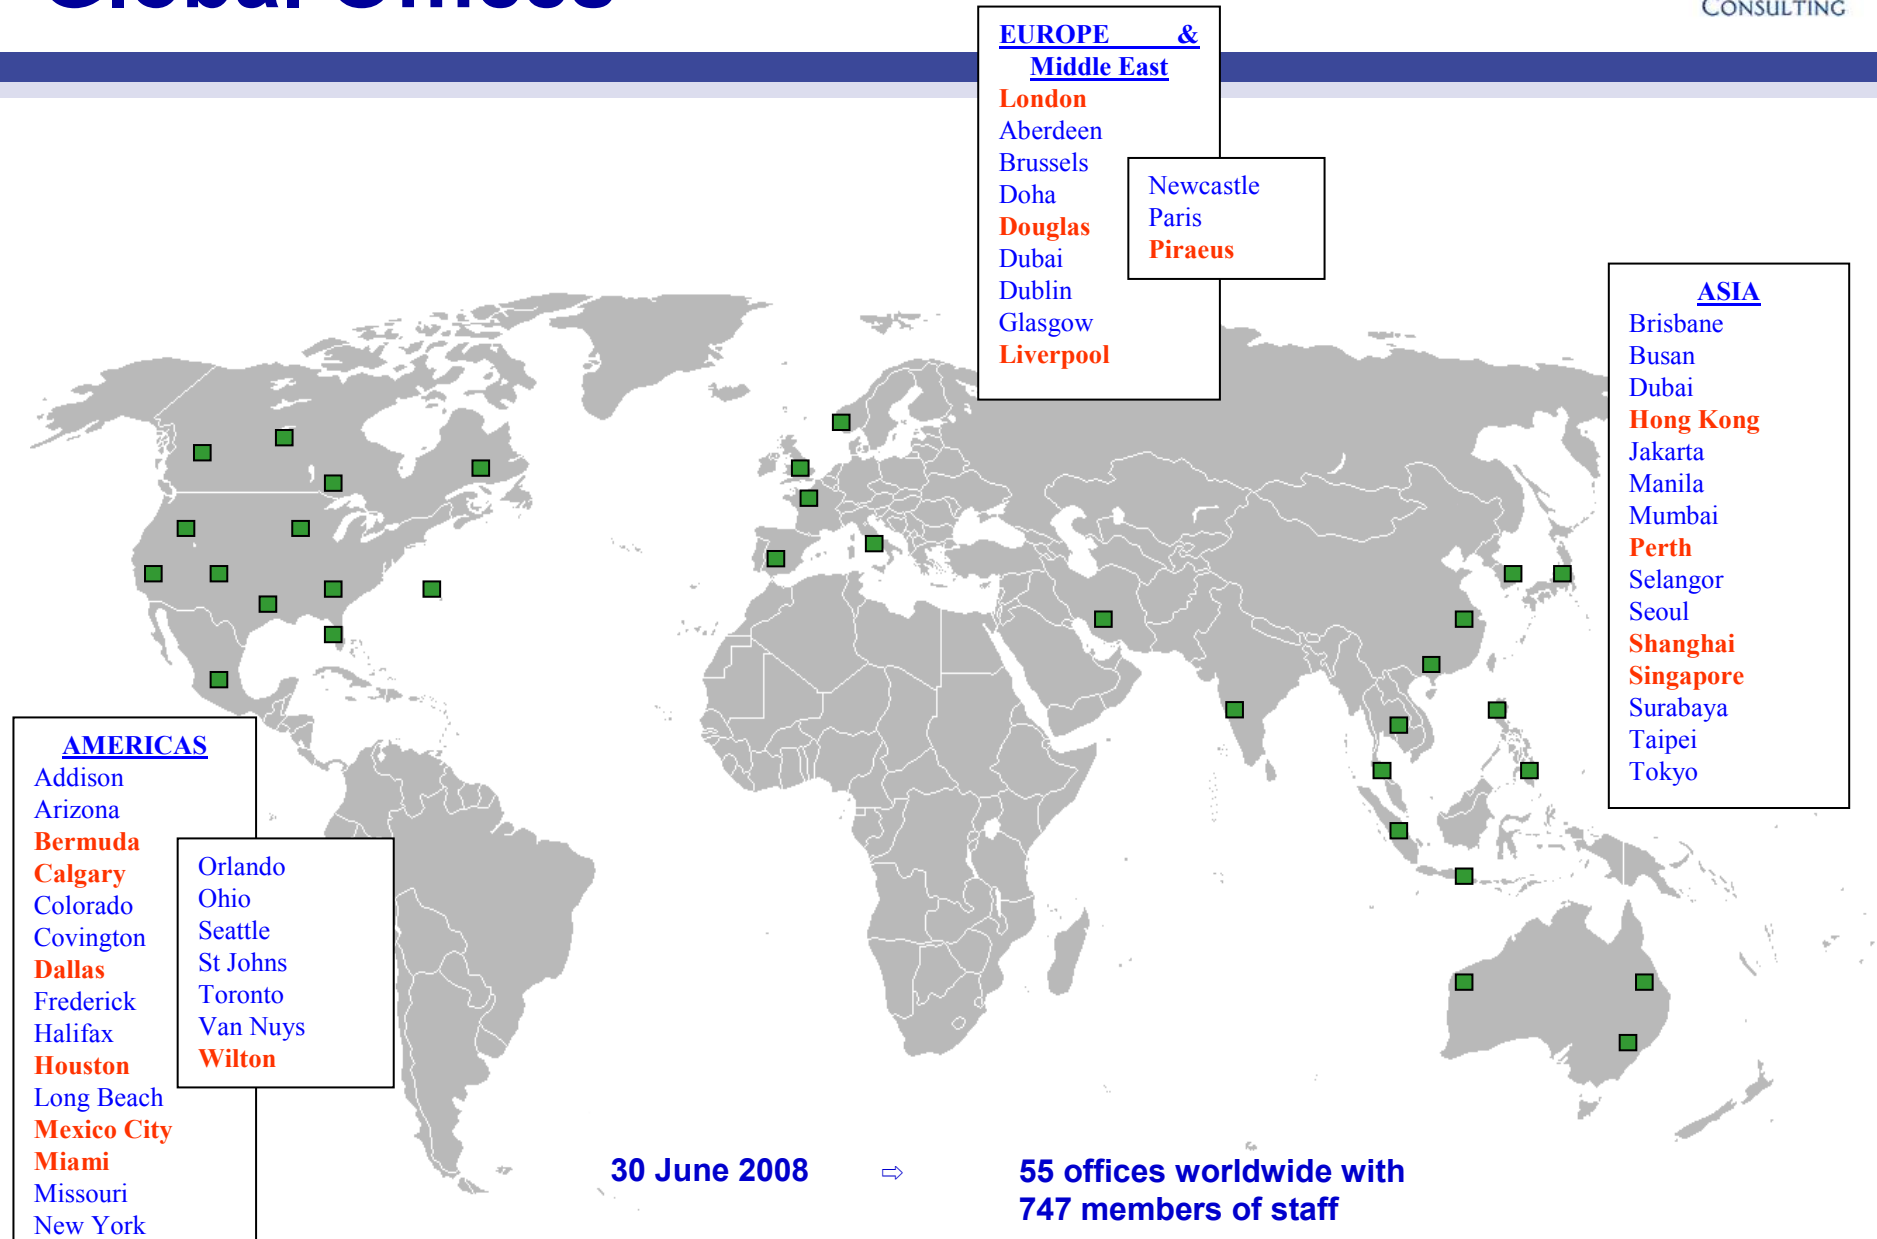 Global Offices
CONSULTING
EUROPE &
Middle East
London
Aberdeen
Brussels
Doha
Douglas
Dubai
Dublin
Glasgow
Liverpool
Newcastle
Paris
Piraeus
ASIA
Brisbane
Busan
Dubai
Hong Kong
Jakarta
Manila
Mumbai
Perth
Selangor
Seoul
Shanghai
Singapore
Surabaya
Taipei
Tokyo
AMERICAS
Addison
Arizona
Bermuda
Calgary
Colorado
Covington
Dallas
Frederick
Halifax
Houston
Long Beach
Mexico City
Miami
Missouri
New York
Orlando
Ohio
Seattle
St Johns
Toronto
Van Nuys
Wilton
30 June 2008 ⇨ 55 offices worldwide with
747 members of staff